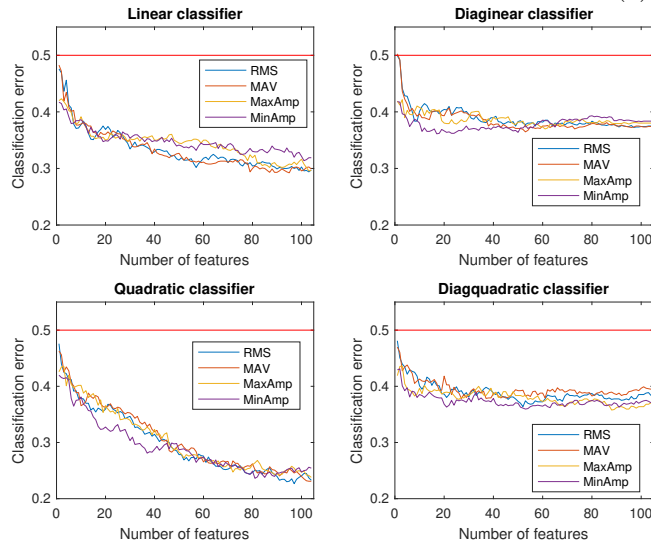 Linear classifier
0.5
0.4
0.3
0.2
Classification error
RMS
MAV
MaxAmp
MinAmp
0 20 40 60 80 100
Number of features
Diaginear classifier
0.5
0.4
0.3
0.2
Classification error
RMS
MAV
MaxAmp
MinAmp
0 20 40 60 80 100
Number of features
Quadratic classifier
0.5
0.4
0.3
0.2
Classification error
RMS
MAV
MaxAmp
MinAmp
0 20 40 60 80 100
Number of features
Diagquadratic classifier
0.5
0.4
0.3
0.2
Classification error
RMS
MAV
MaxAmp
MinAmp
0 20 40 60 80 100
Number of features